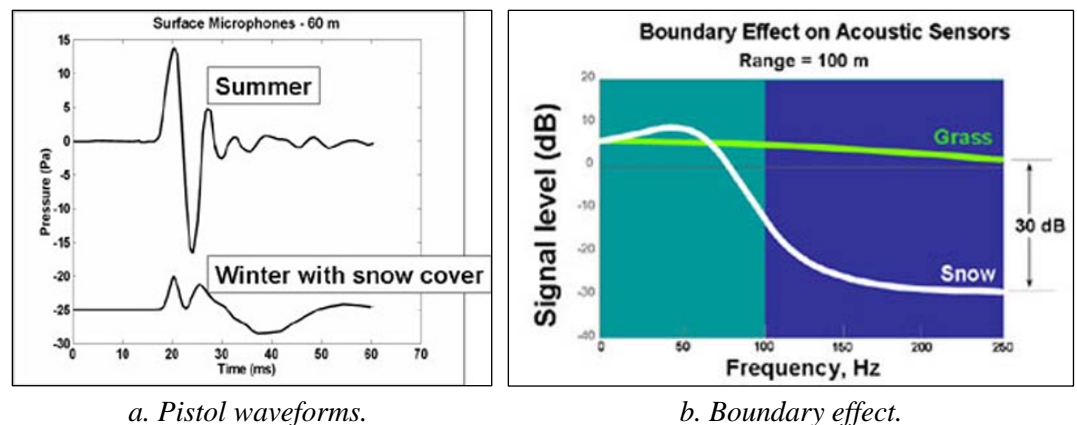 Surface Microphones - 60 m
15
10
5
0
-5
-10
-15
-20
-25
-30
Pressure (Pa)
Summer
Winter with snow cover
0 10 20 30 40 50 60 70
Time (ms)
a. Pistol waveforms.
Boundary Effect on Acoustic Sensors
Range = 100 m
Signal level (dB)
20
10
0
-10
-20
-30
-40
Grass
30 dB
Snow
0 50 100 150 200 250
Frequency, Hz
b. Boundary effect.